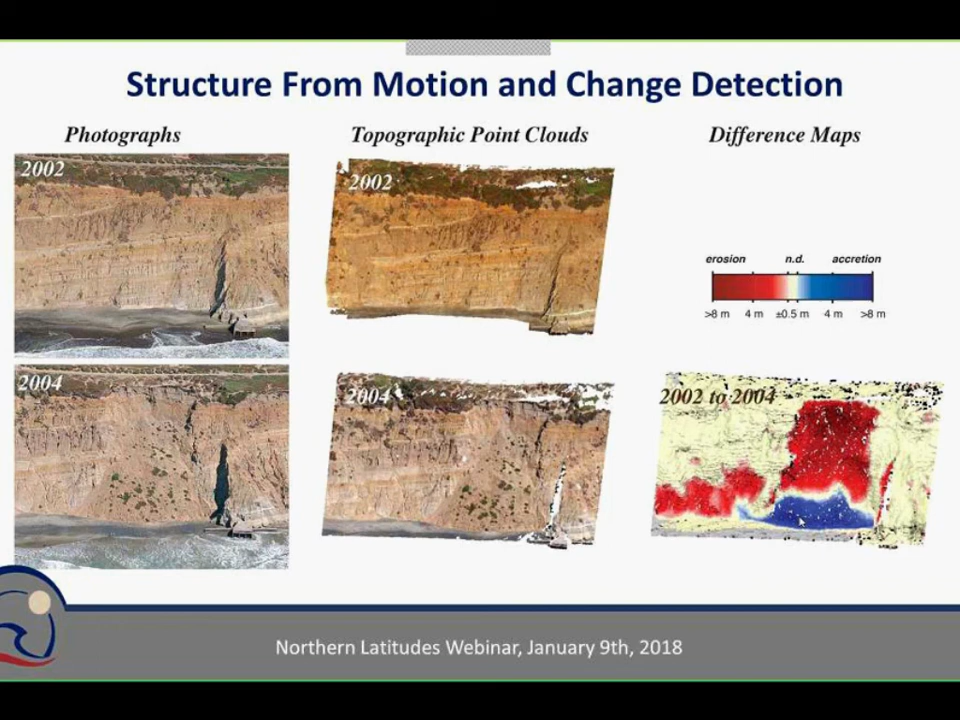 Structure From Motion and Change Detection
Photographs
Topographic Point Clouds
Difference Maps
2002
2002
erosion n.d. accretion
>8 m 4 m ±0.5 m 4 m >8 m
2004
2004
2002 to 2004
Northern Latitudes Webinar, January 9th, 2018